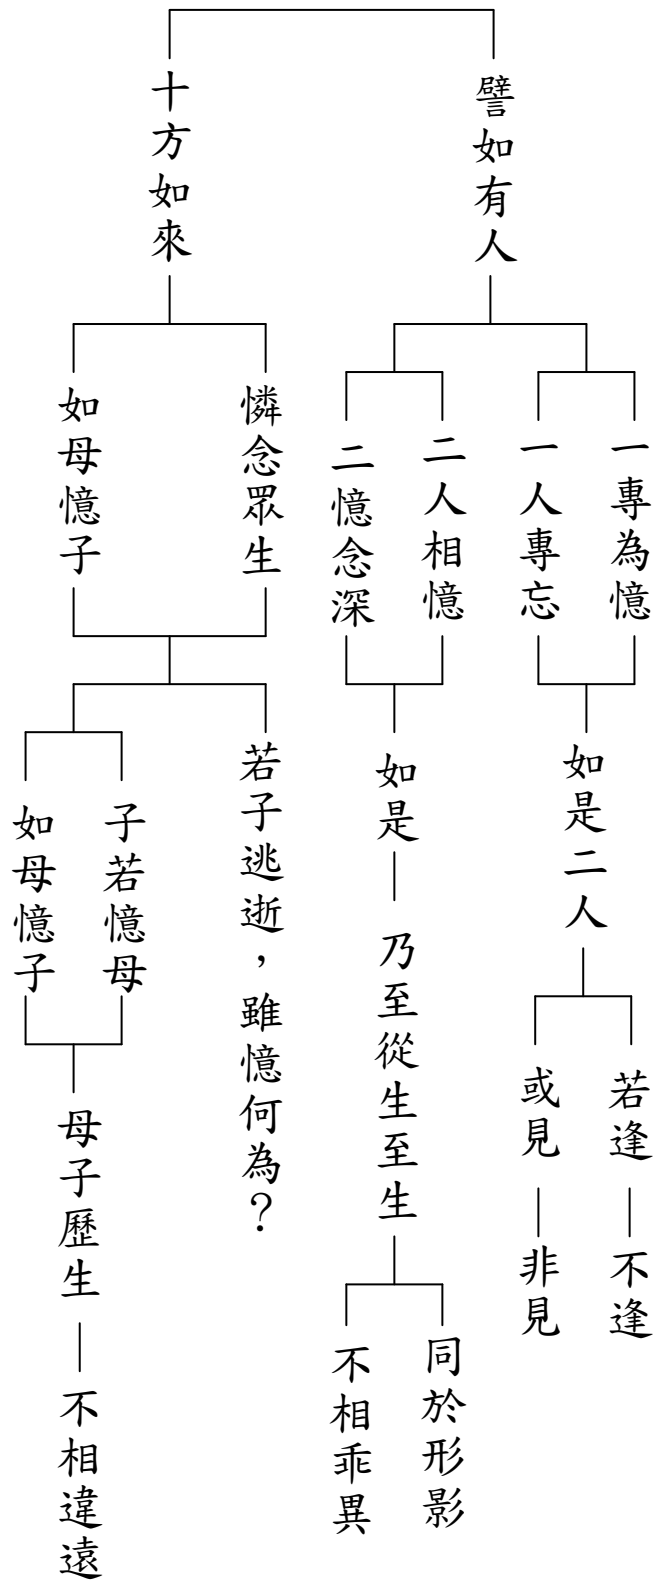 譬如有人
一專為憶
一人專忘
如是二人
若逢
不逢
或見
非見
二人相憶
二憶念深
如是
乃至從生至生
同於形影
不相乖異
十方如來
憐念眾生
如母憶子
若子逃逝，雖憶何為？
子若憶母
如母憶子
母子歷生
不相違遠